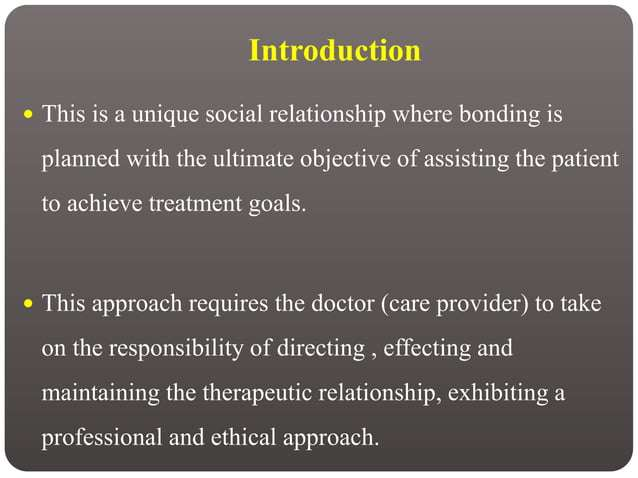 Introduction
This is a unique social relationship where bonding is
planned with the ultimate objective of assisting the patient
to achieve treatment goals.
This approach requires the doctor (care provider) to take
on the responsibility of directing , effecting and
maintaining the therapeutic relationship, exhibiting a
professional and ethical approach.